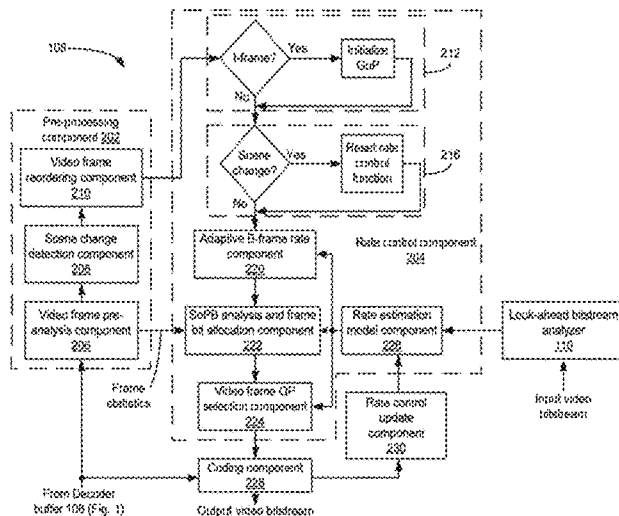 108
I-frame?
Yes
Initialize
GoP
212
No
Pre-processing
component 202
Video frame
reordering component
210
Scene
change?
Yes
Reset rate
control
function
216
No
Scene change
detection component
208
Adaptive B-frame rate
component
220
Rate control component
204
Video frame pre-
analysis component
206
SoPB analysis and frame
bit allocation component
222
Rate estimation
model component
228
Look-ahead bitstream
analyzer
110
Frame
statistics
Video frame QP
selection component
224
Rate control
update
component
230
Input video
bitstream
Coding component
226
From Decoder
buffer 106 (Fig. 1)
Output video bitstream